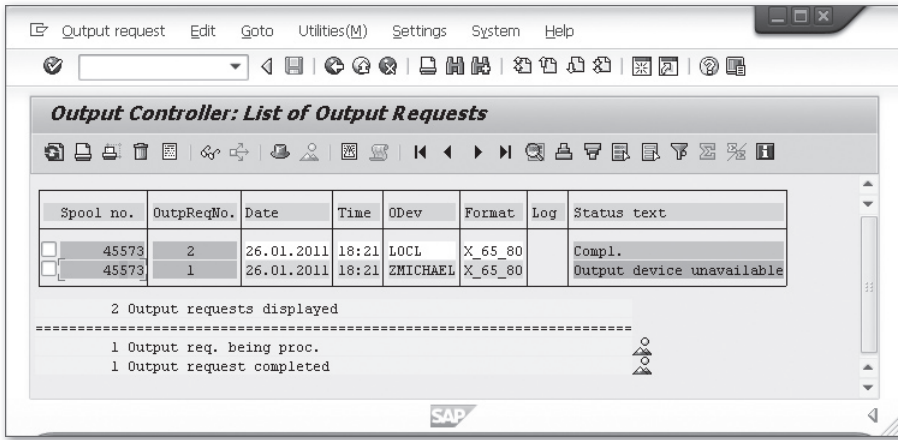 Output request Edit Goto Utilities(M) Settings System Help
Output Controller: List of Output Requests
Spool no. OutpReqNo. Date Time ODev Format Log Status text
45573 2 26.01.2011 18:21 LOCL X_65_80 Compl.
45573 1 26.01.2011 18:21 ZMICHAEL X_65_80 Output device unavailable
2 Output requests displayed
==========================================================================
1 Output req. being proc.
1 Output request completed
SAP